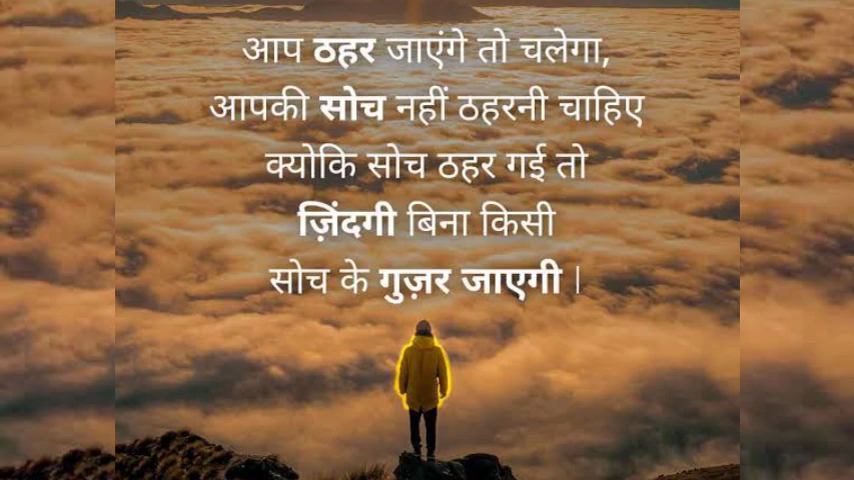 आप ठहर जाएंगे तो चलेगा,
आपकी सोच नहीं ठहरनी चाहिए
क्योकि सोच ठहर गई तो
ज़िंदगी बिना किसी
सोच के गुज़र जाएगी ।